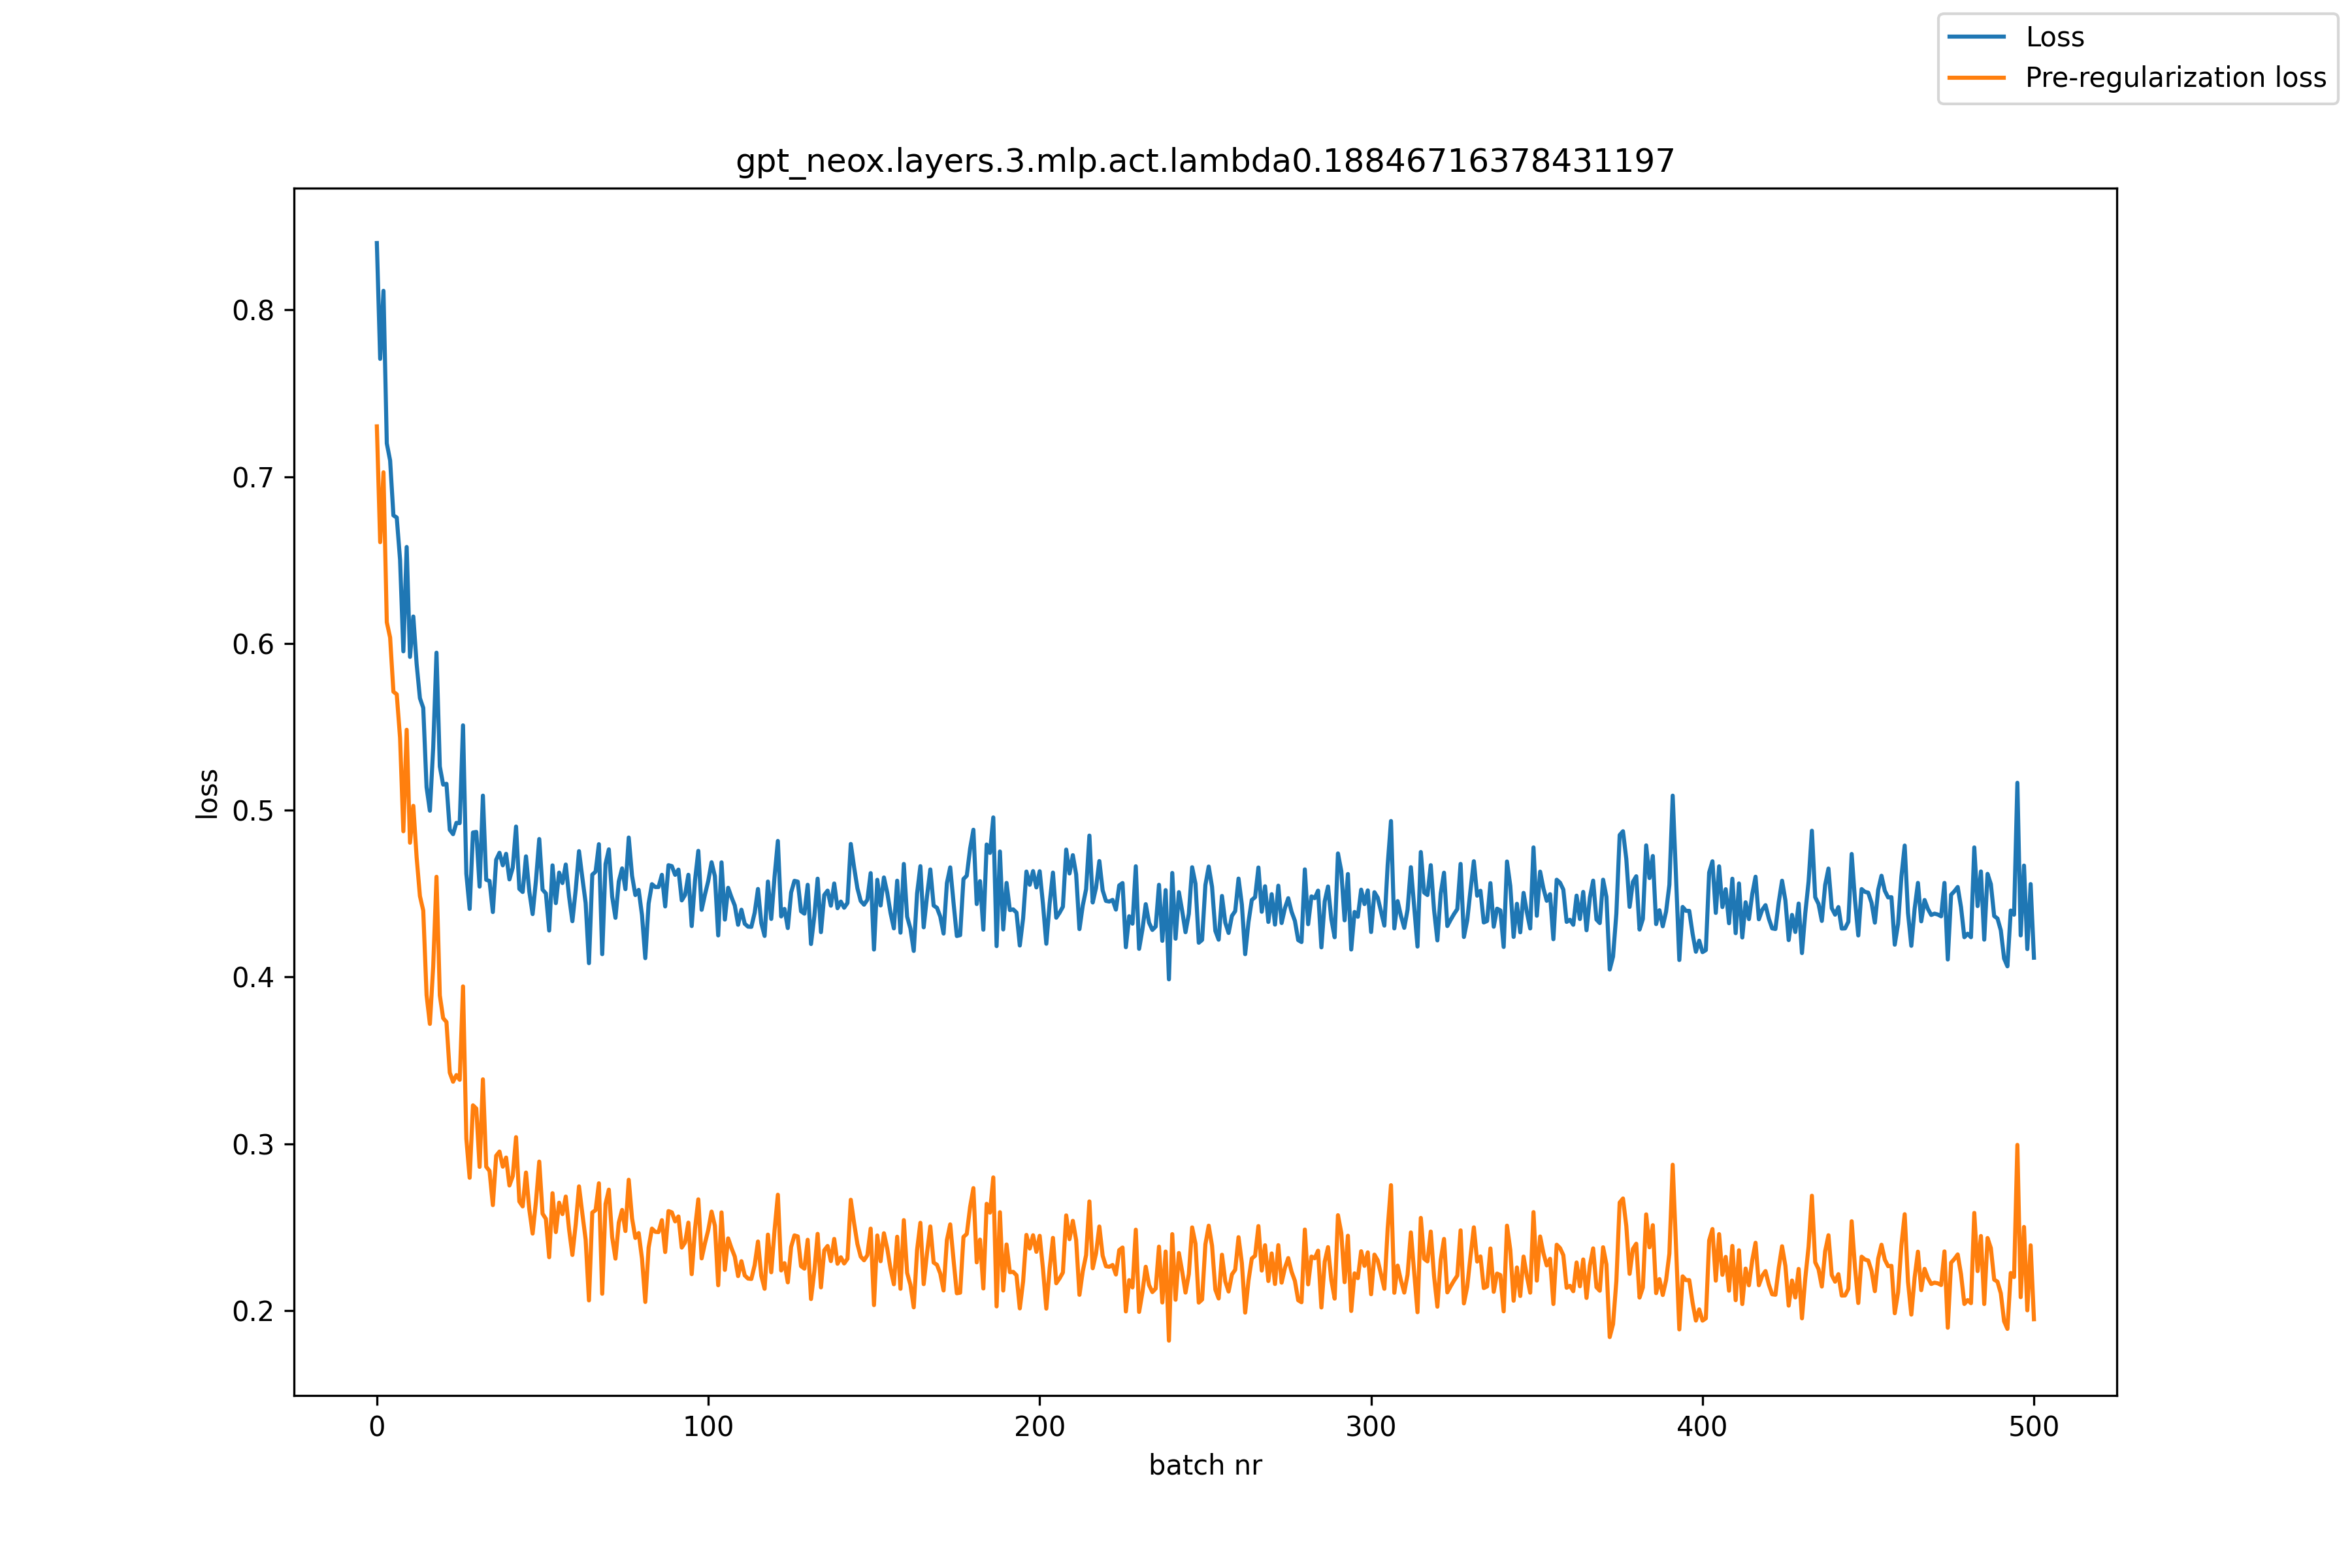 Loss
Pre-regularization loss
gpt_neox.layers.3.mlp.act.lambda0.18846716378431197
loss
0.8
0.7
0.6
0.5
0.4
0.3
0.2
0
100
200
300
400
500
batch nr